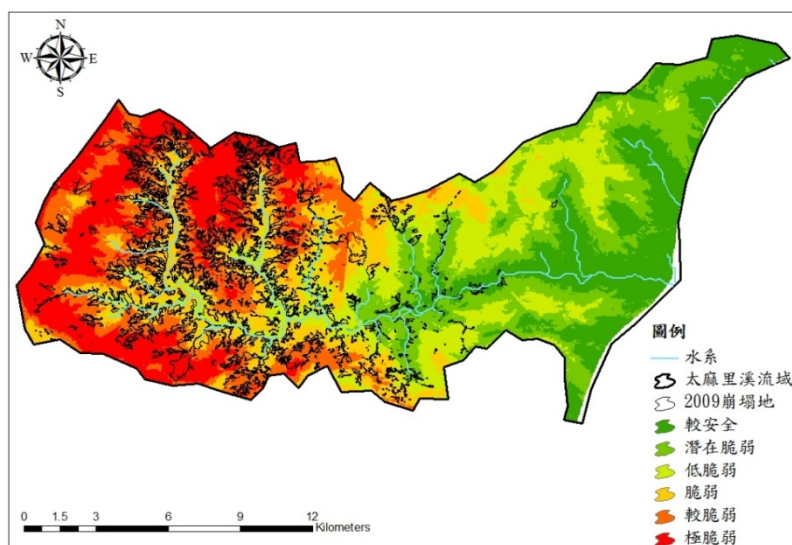 N
W E
S
圖例
水系
太麻里溪流域
2009崩塌地
較安全
潛在脆弱
低脆弱
脆弱
較脆弱
極脆弱
0 1.5 3 6 9 12
Kilometers